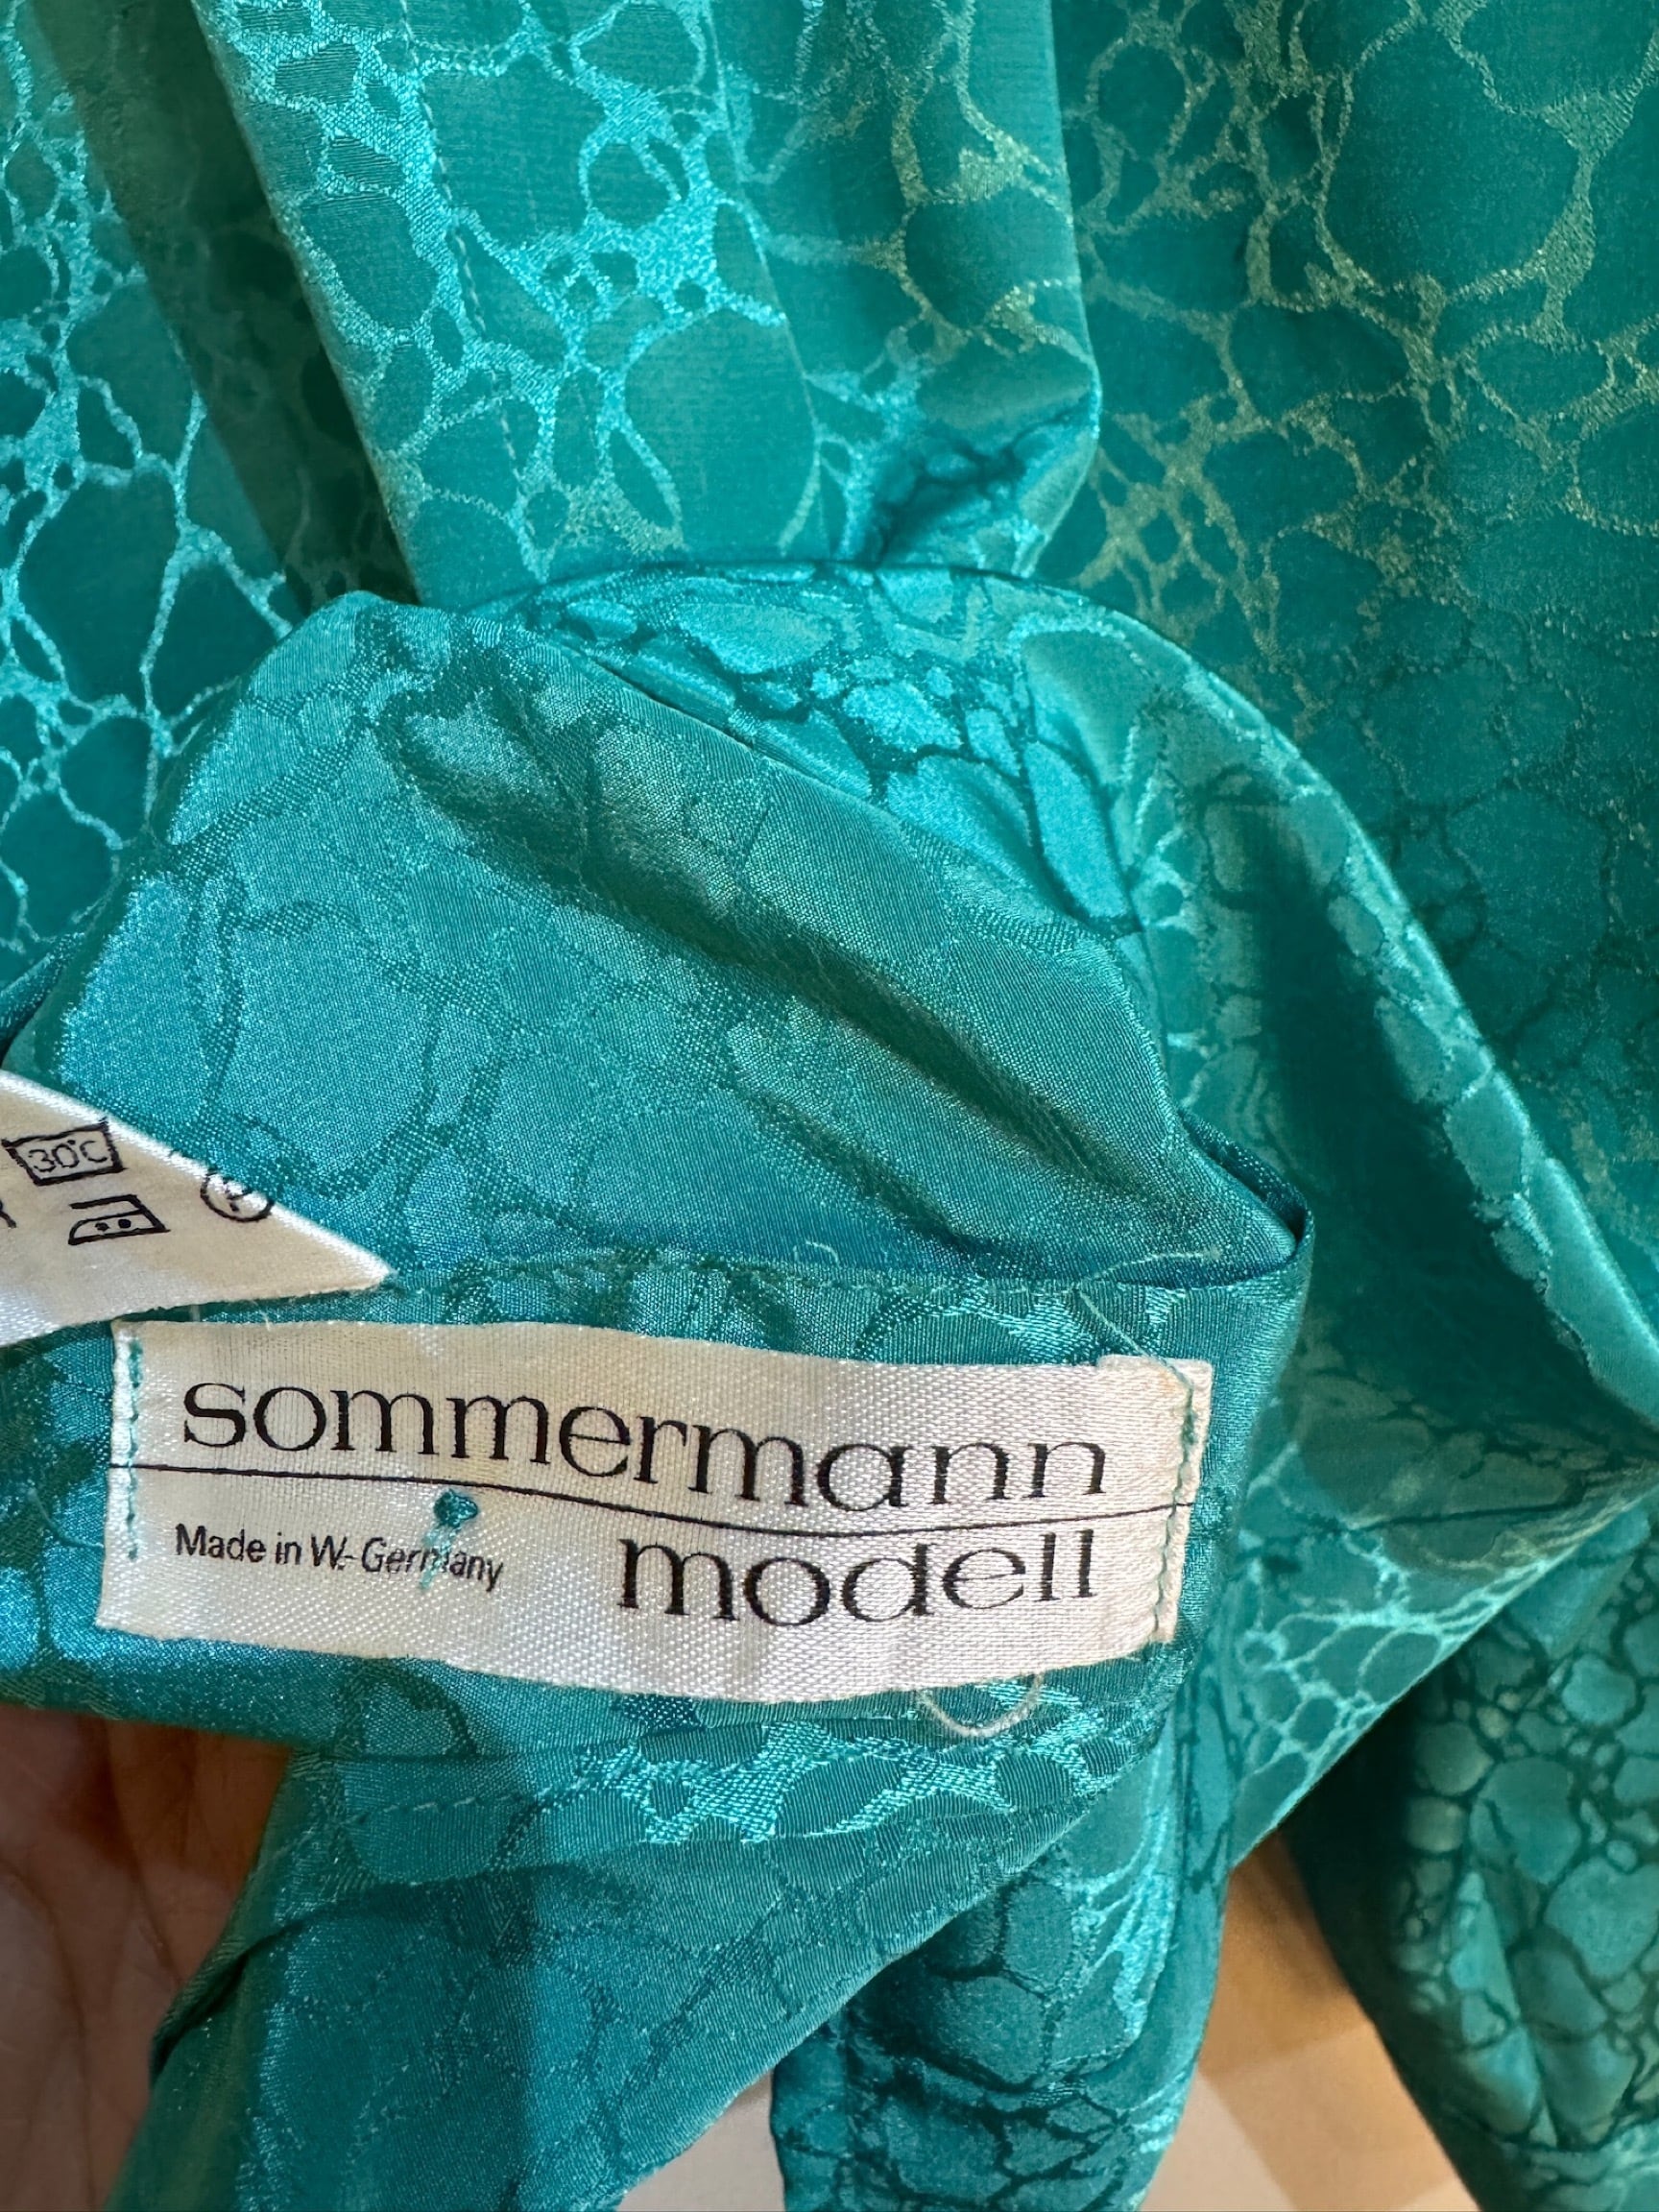 30°C
P
sommermann
Made in W.-Germany
modell